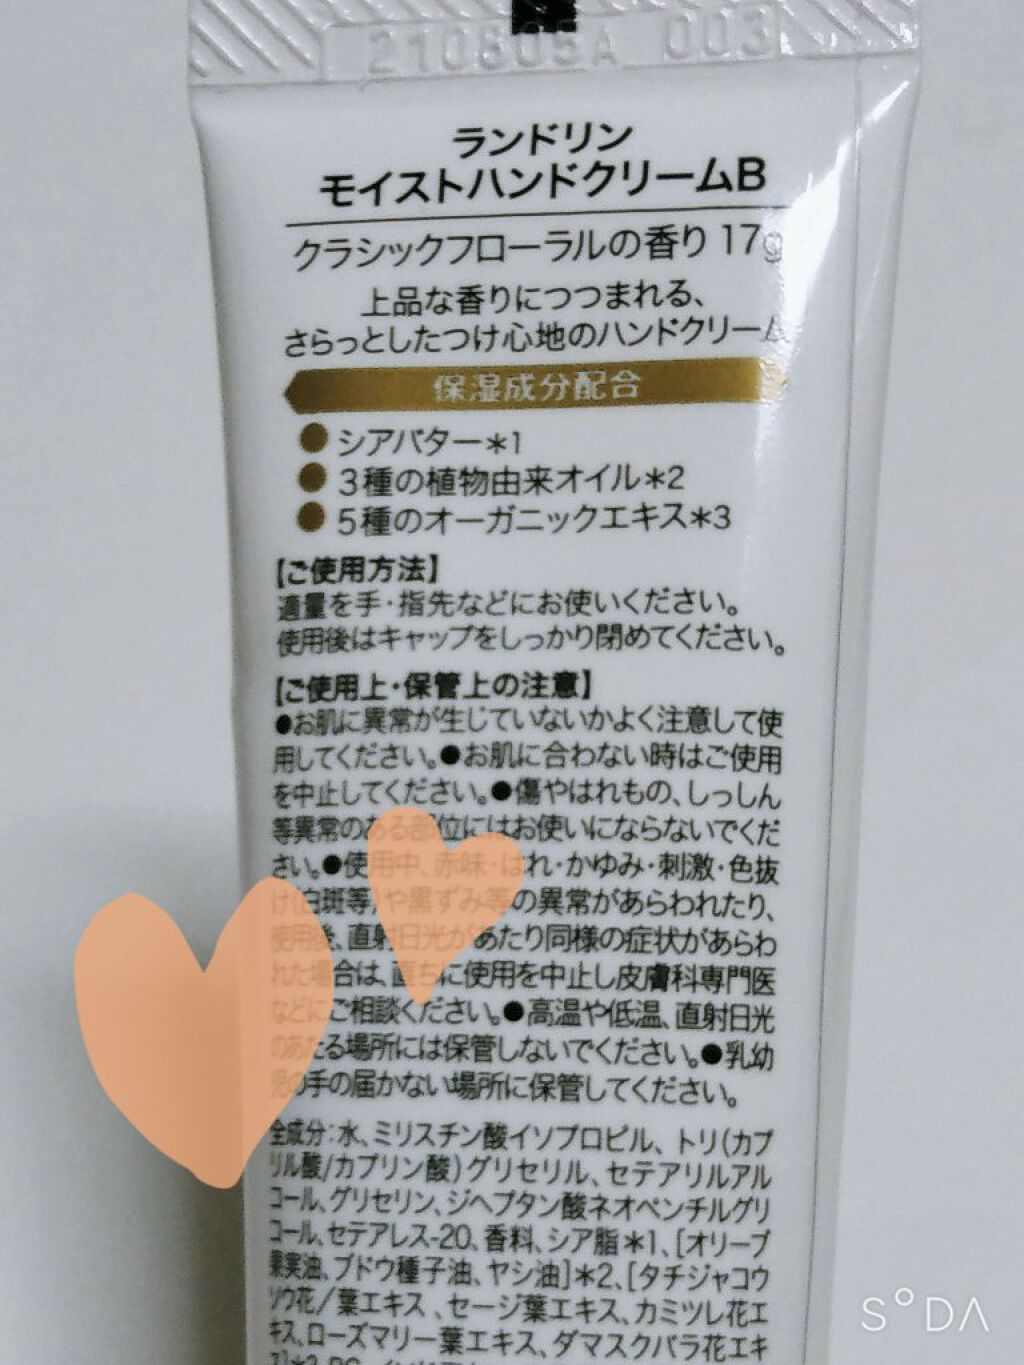 210805A 003
ランドリン
モイストハンドクリームB
クラシックフローラルの香り 17g
上品な香りにつつまれる、
さらっとしたつけ心地のハンドクリーム
保湿成分配合
●シアバター*1
●3種の植物由来オイル*2
●5種のオーガニックエキス*3
【ご使用方法】
適量を手・指先などにお使いください。
使用後はキャップをしっかり閉めてください。
【ご使用上・保管上の注意】
●お肌に異常が生じていないかよく注意して使
用してください。●お肌に合わない時はご使用
を中止してください。●傷やはれもの、しっしん
等異常のある部位にはお使いにならないでくだ
さい。●使用中、赤味・はれ・かゆみ・刺激・色抜
け(白斑等)や黒ずみ等の異常があらわれたり、
使用後、直射日光があたり同様の症状があらわ
れた場合は、直ちに使用を中止し皮膚科専門医
などにご相談ください。●高温や低温、直射日光
のあたる場所には保管しないでください。●乳幼
児の手の届かない場所に保管してください。
全成分:水、ミリスチン酸イソプロピル、トリ(カプ
リル酸/カプリン酸)グリセリル、セテアリルアル
コール、グリセリン、ジヘプタン酸ネオペンチルグリ
コール、セテアレス-20、香料、シア脂*1、[オリーブ
果実油、ブドウ種子油、ヤシ油]*2、[タチジャコウ
ソウ花/葉エキス、セージ葉エキス、カミツレ花エ
キス、ローズマリー葉エキス、ダマスクバラ花エキ
SODA